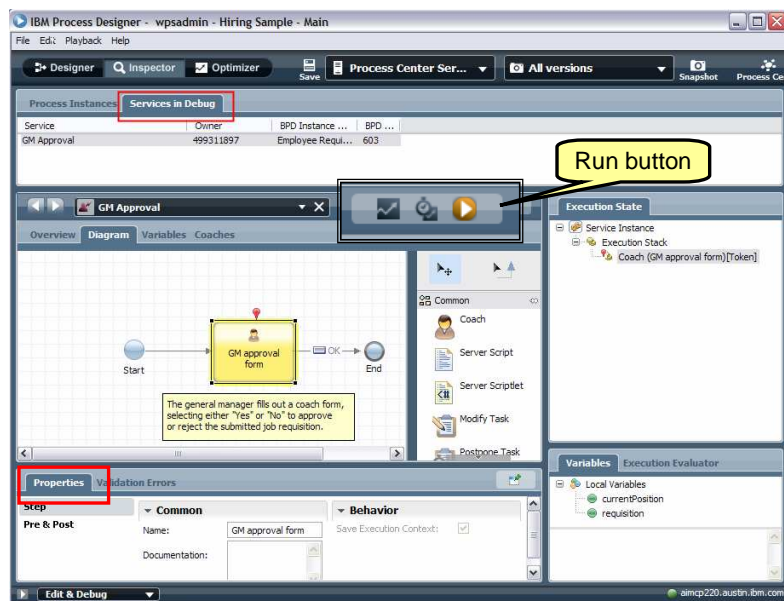 IBM Process Designer - wpsadmin - Hiring Sample - Main
File Edit Playback Help
Designer Inspector Optimizer Save Process Center Ser... All versions Snapshot Process Ce
Process Instances Services in Debug
Service Owner BPD Instance ... BPD ...
GM Approval 499311897 Employee Requi... 603
Run button
GM Approval
Overview Diagram Variables Coaches
Start
GM approval form
OK
End
The general manager fills out a coach form,
selecting either "Yes" or "No" to approve
or reject the submitted job requisition.
Common
Coach
Server Script
Server Scriptlet
Modify Task
Postpone Task
Execution State
Service Instance
Execution Stack
Coach (GM approval form)[Token]
Properties Validation Errors
Step
Pre & Post
Common
Name: GM approval form
Documentation:
Behavior
Save Execution Context:
Variables Execution Evaluator
Local Variables
currentPosition
requisition
Edit & Debug
aimcp220.austin.ibm.com